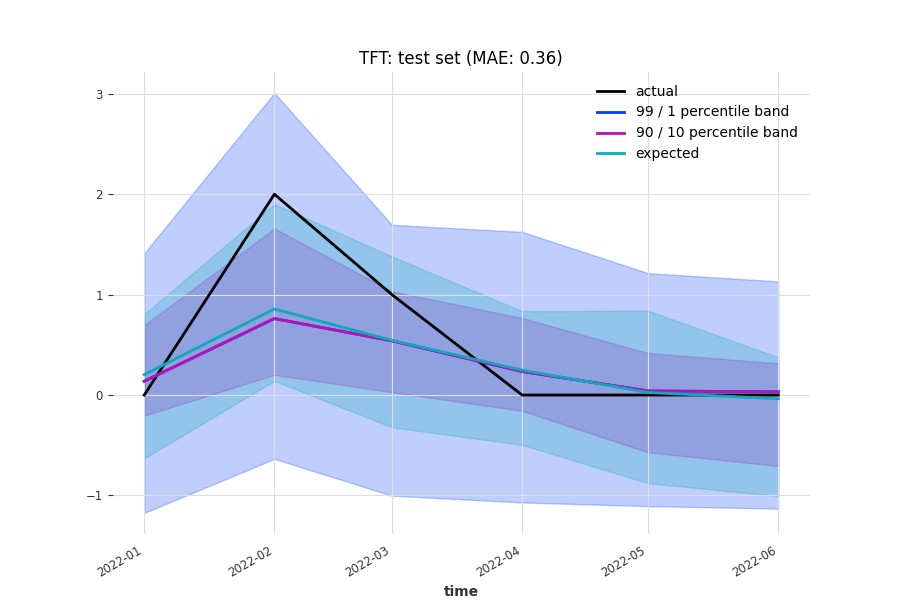 TFT: test set (MAE: 0.36)
actual
99 / 1 percentile band
90 / 10 percentile band
expected
3
2
1
0
−1
2022-01
2022-02
2022-03
2022-04
2022-05
2022-06
time